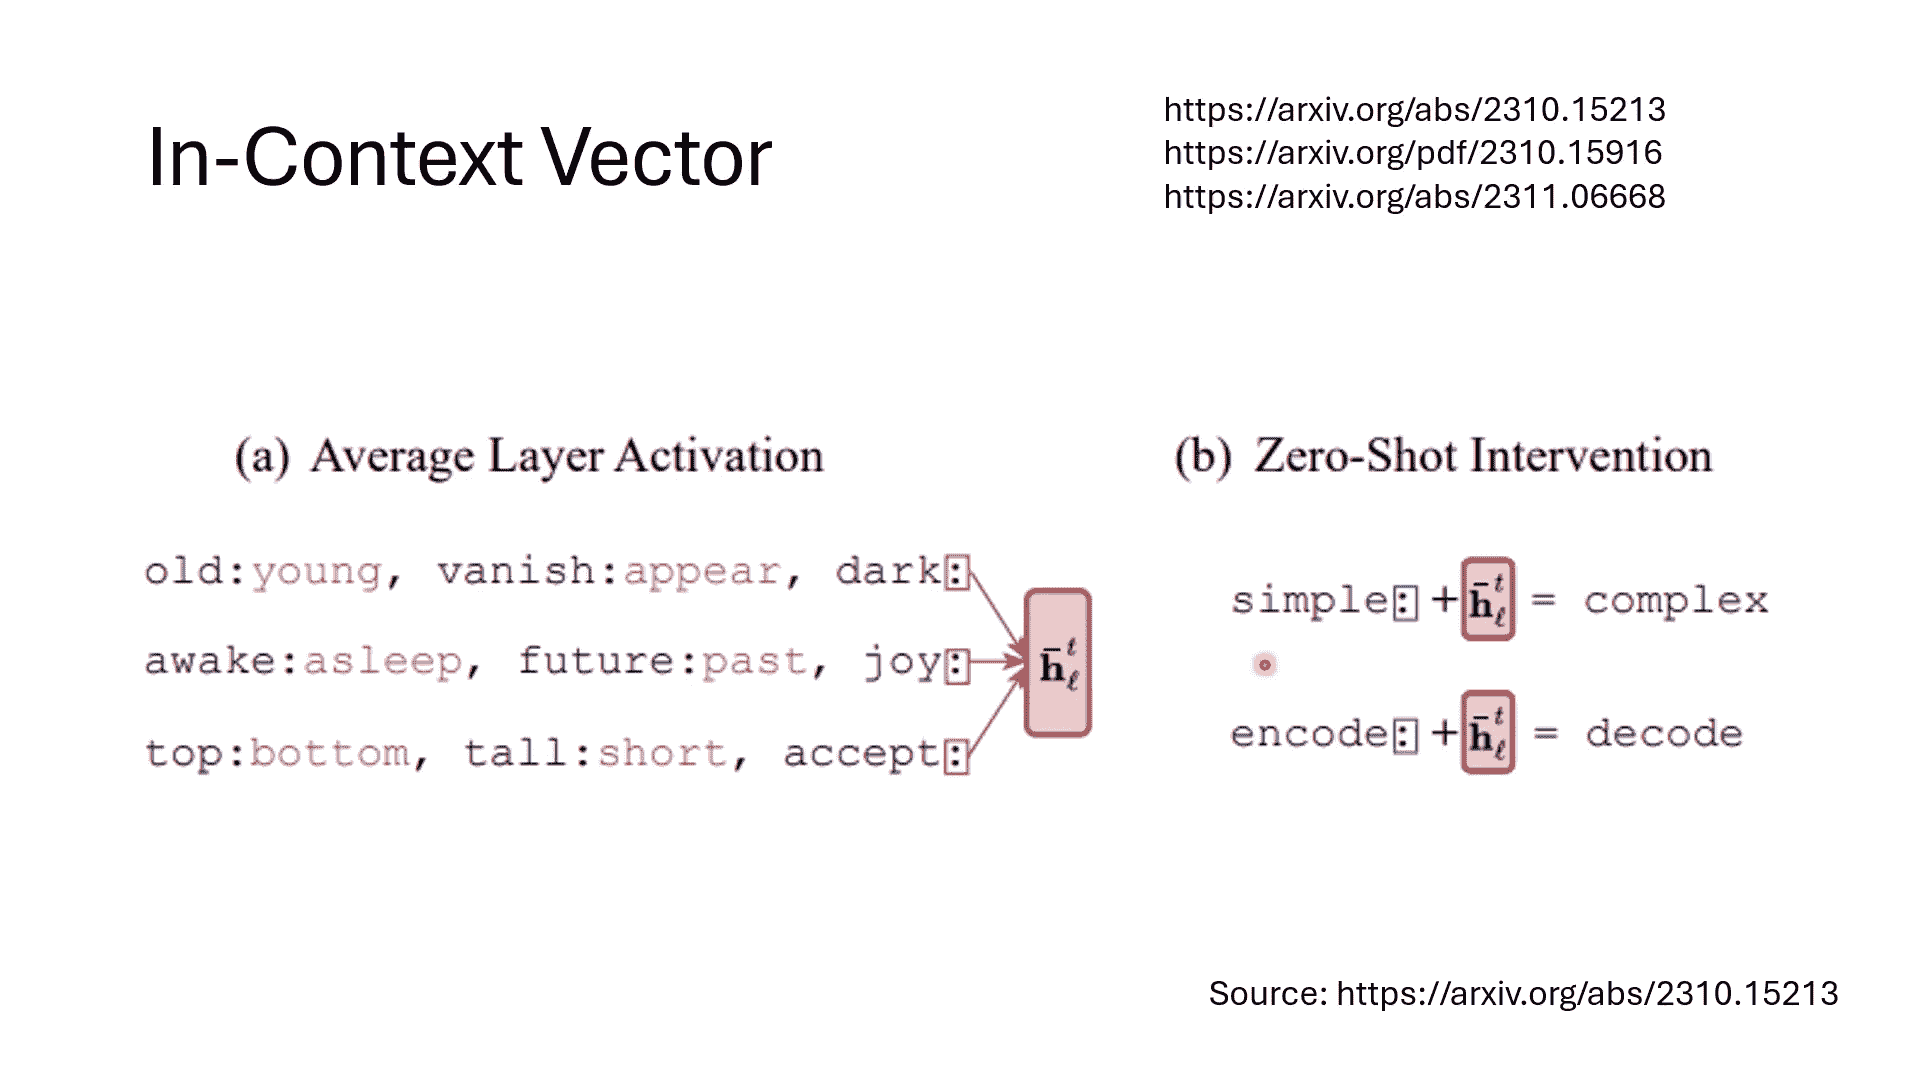 In-Context Vector
https://arxiv.org/abs/2310.15213
https://arxiv.org/pdf/2310.15916
https://arxiv.org/abs/2311.06668
(a) Average Layer Activation
old:young, vanish:appear, dark:
awake:asleep, future:past, joy:
top:bottom, tall:short, accept:
h̄ₗᵗ
(b) Zero-Shot Intervention
simple: + h̄ₗᵗ = complex
encode: + h̄ₗᵗ = decode
Source: https://arxiv.org/abs/2310.15213